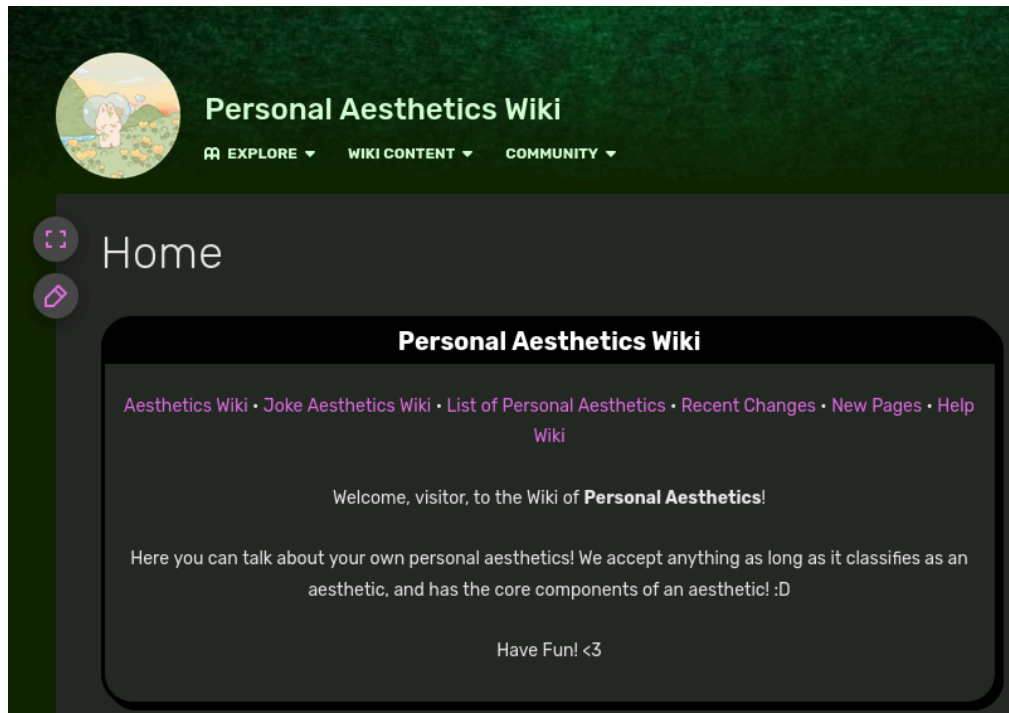 Personal Aesthetics Wiki
EXPLORE WIKI CONTENT COMMUNITY
Home
Personal Aesthetics Wiki
Aesthetics Wiki • Joke Aesthetics Wiki • List of Personal Aesthetics • Recent Changes • New Pages • Help
Wiki
Welcome, visitor, to the Wiki of Personal Aesthetics!
Here you can talk about your own personal aesthetics! We accept anything as long as it classifies as an
aesthetic, and has the core components of an aesthetic! :D
Have Fun! <3